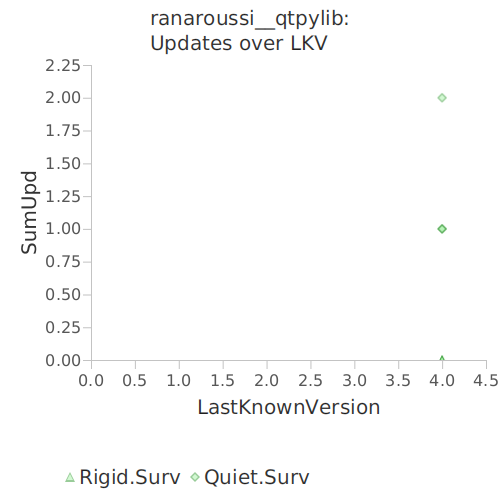 ranaroussi__qtpylib:
Updates over LKV
2.25
2.00
1.75
1.50
1.25
1.00
0.75
0.50
0.25
0.00
SumUpd
0.0 0.5 1.0 1.5 2.0 2.5 3.0 3.5 4.0 4.5
LastKnownVersion
Rigid.Surv Quiet.Surv